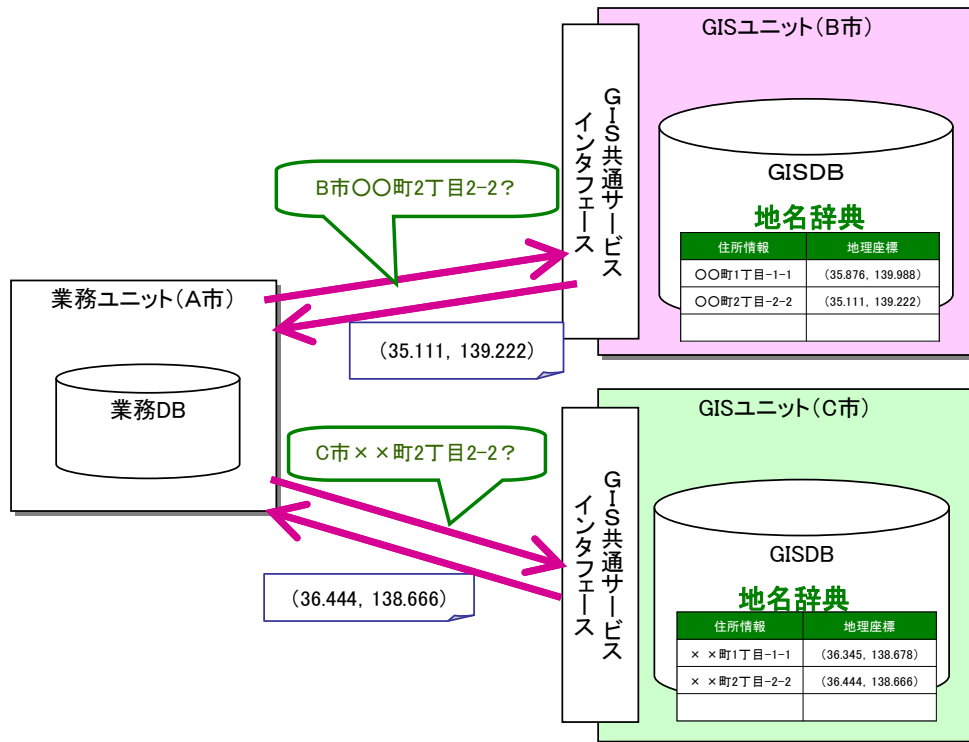 GISユニット（B市）
GIS共通サービス
インタフェース
GISDB
地名辞典
住所情報 地理座標
〇〇町1丁目-1-1 （35.876, 139.988）
〇〇町2丁目-2-2 （35.111, 139.222）
B市〇〇町2丁目2-2？
（35.111, 139.222）
業務ユニット（A市）
業務DB
C市××町2丁目2-2？
（36.444, 138.666）
GISユニット（C市）
GIS共通サービス
インタフェース
GISDB
地名辞典
住所情報 地理座標
× ×町1丁目-1-1 （36.345, 138.678）
× ×町2丁目-2-2 （36.444, 138.666）